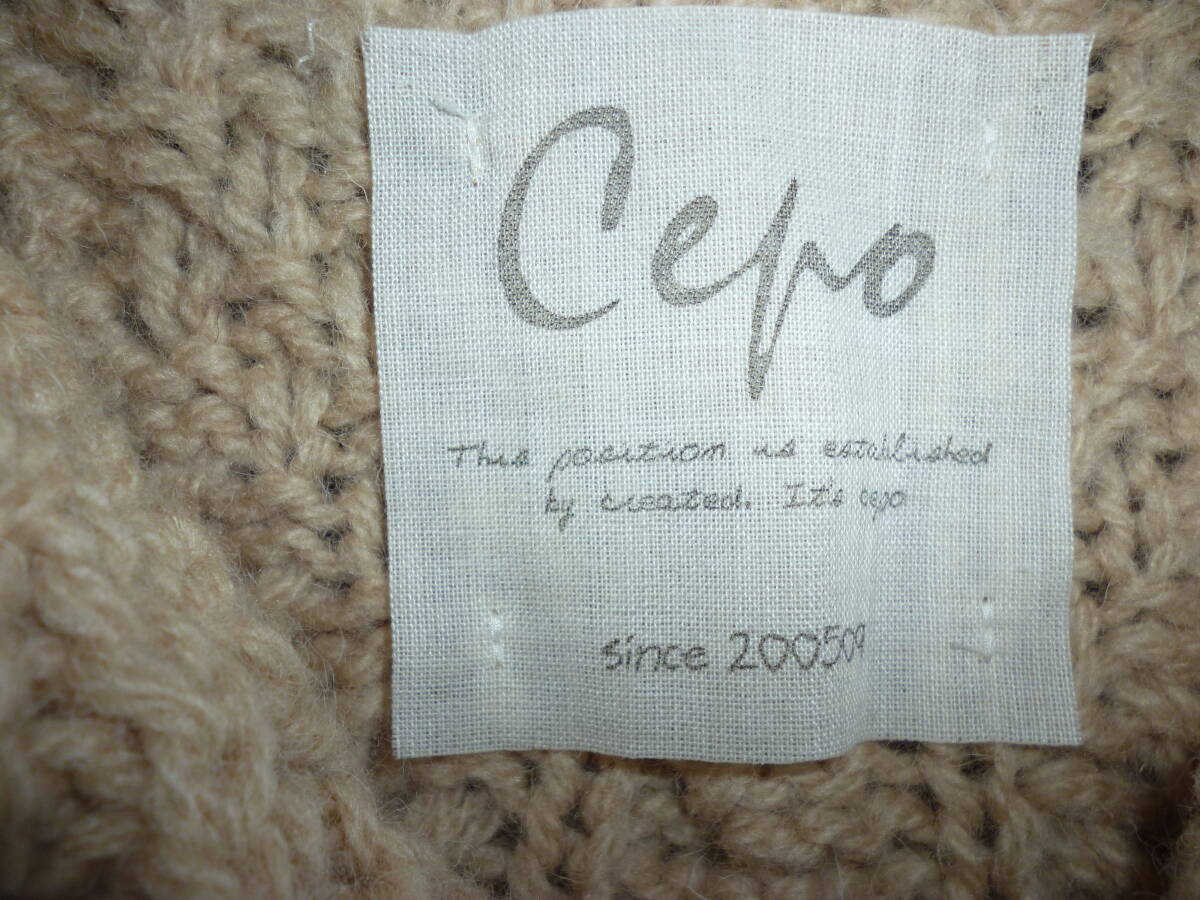 Cepo
This position is established
by created. It's cepo
since 200509